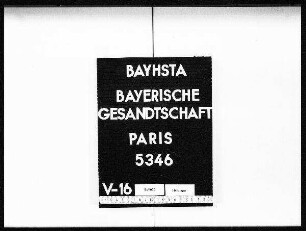 BAYHSTA
BAYERISCHE
GESANDTSCHAFT
PARIS
5346
V-16